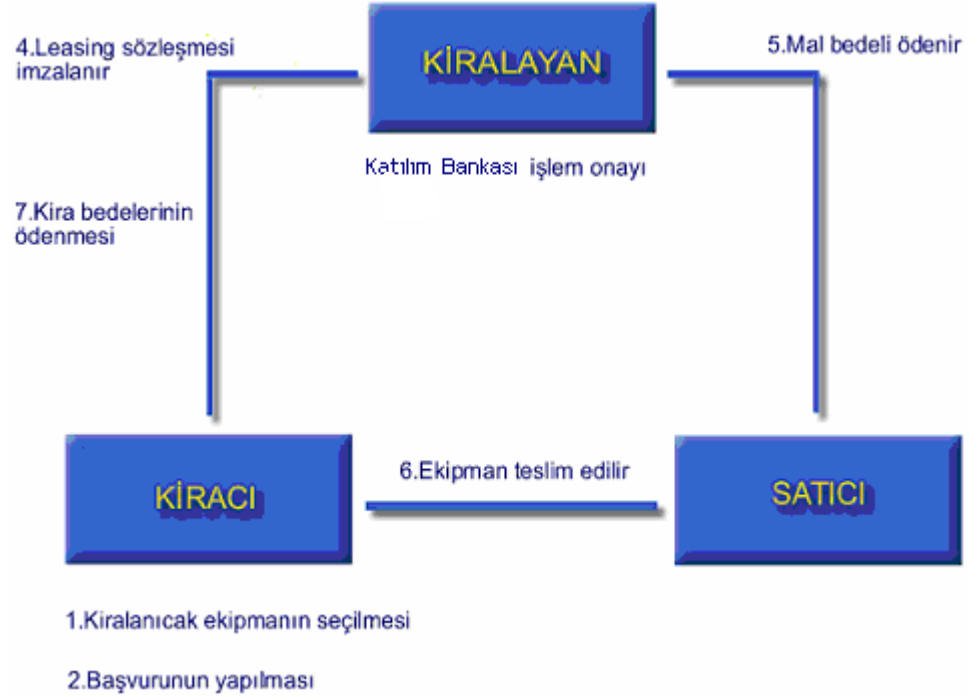 4.Leasing sözleşmesi
imzalanır
KİRALAYAN
5.Mal bedeli ödenir
Katılım Bankası işlem onayı
7.Kira bedelerinin
ödenmesi
KİRACI
6.Ekipman teslim edilir
SATICI
1.Kiralanıcak ekipmanın seçilmesi
2.Başvurunun yapılması